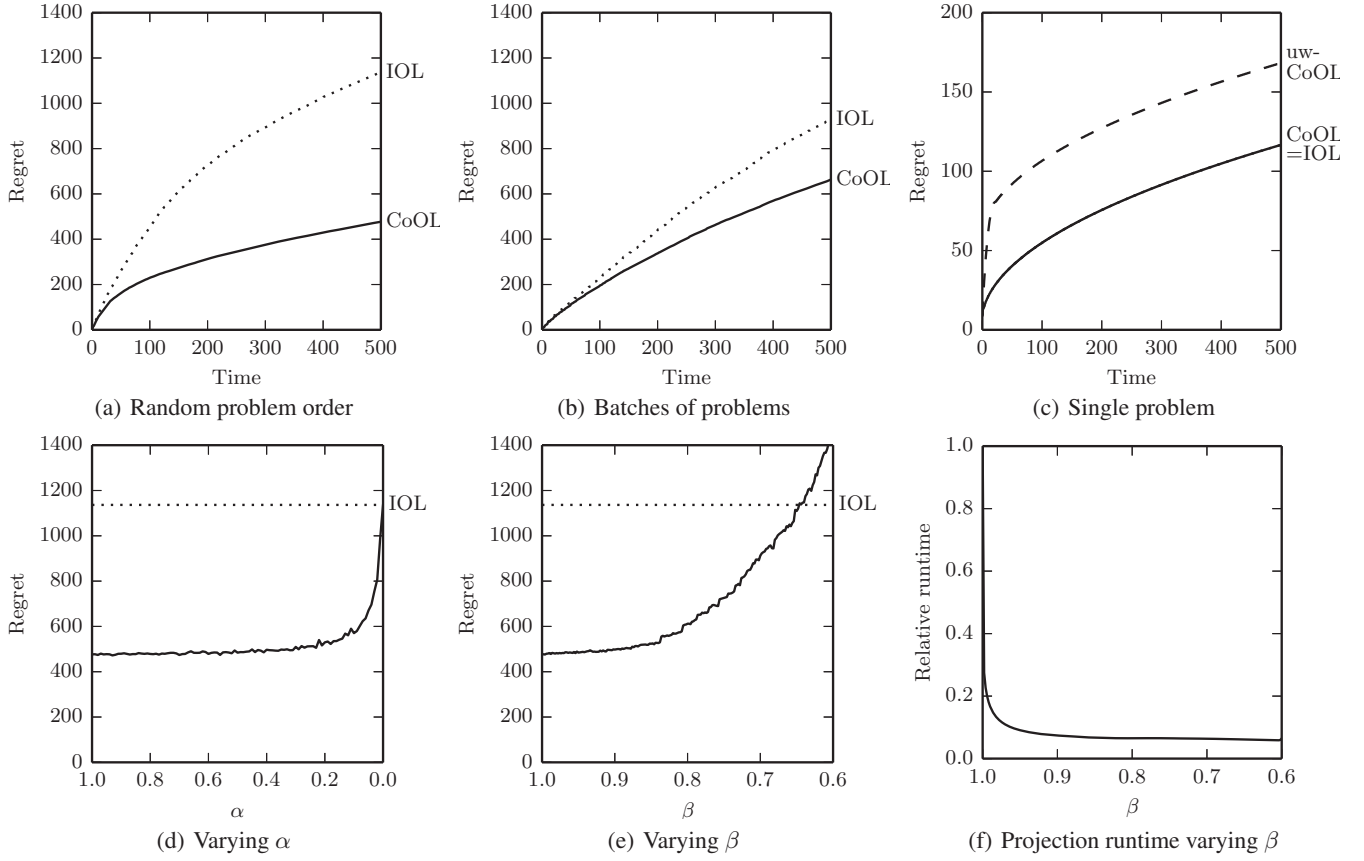 1400
1200
1000
800
600
400
200
0
Regret
0 100 200 300 400 500
Time
IOL
CoOL
(a) Random problem order
1400
1200
1000
800
600
400
200
0
Regret
0 100 200 300 400 500
Time
IOL
CoOL
(b) Batches of problems
200
150
100
50
0
Regret
0 100 200 300 400 500
Time
uw-
CoOL
CoOL
=IOL
(c) Single problem
1400
1200
1000
800
600
400
200
0
Regret
1.0 0.8 0.6 0.4 0.2 0.0
α
IOL
(d) Varying α
1400
1200
1000
800
600
400
200
0
Regret
1.0 0.9 0.8 0.7 0.6
β
IOL
(e) Varying β
1.0
0.8
0.6
0.4
0.2
0.0
Relative runtime
1.0 0.9 0.8 0.7 0.6
β
(f) Projection runtime varying β